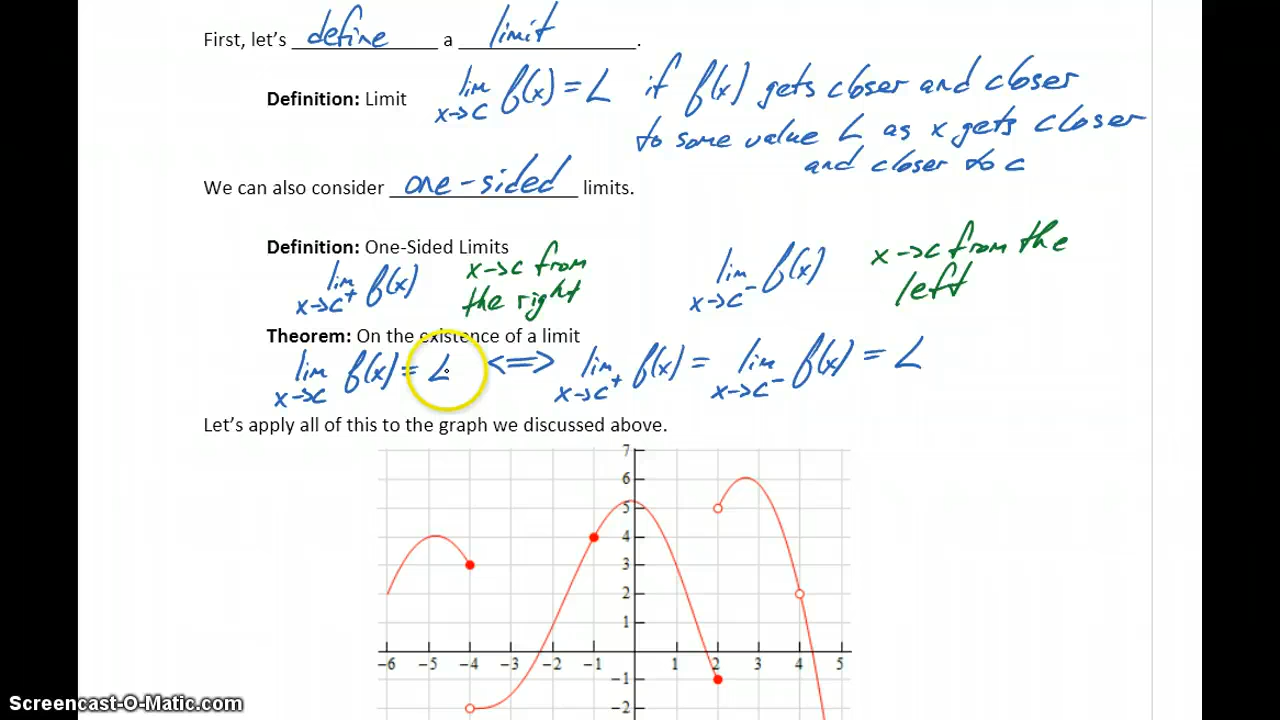 First, let's define a limit.
Definition: Limit lim x→c f(x) = L if f(x) gets closer and closer
to some value L as x gets closer
and closer to c
We can also consider one-sided limits.
Definition: One-Sided Limits
lim x→c⁺ f(x) x→c from the right lim x→c⁻ f(x) x→c from the left
Theorem: On the existence of a limit
lim x→c f(x) = L <=> lim x→c⁺ f(x) = lim x→c⁻ f(x) = L
Let's apply all of this to the graph we discussed above.
7
6
5
4
3
2
1
-6 -5 -4 -3 -2 -1 1 2 3 4 5
-1
-2
Screencast-O-Matic.com